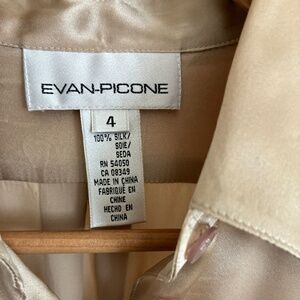 EVAN-PICONE
4
100% SILK/
SOIE/
SEDA
RN 54050
CA 08349
MADE IN CHINA
FABRIQUÉ EN
CHINE
HECHO EN
CHINA